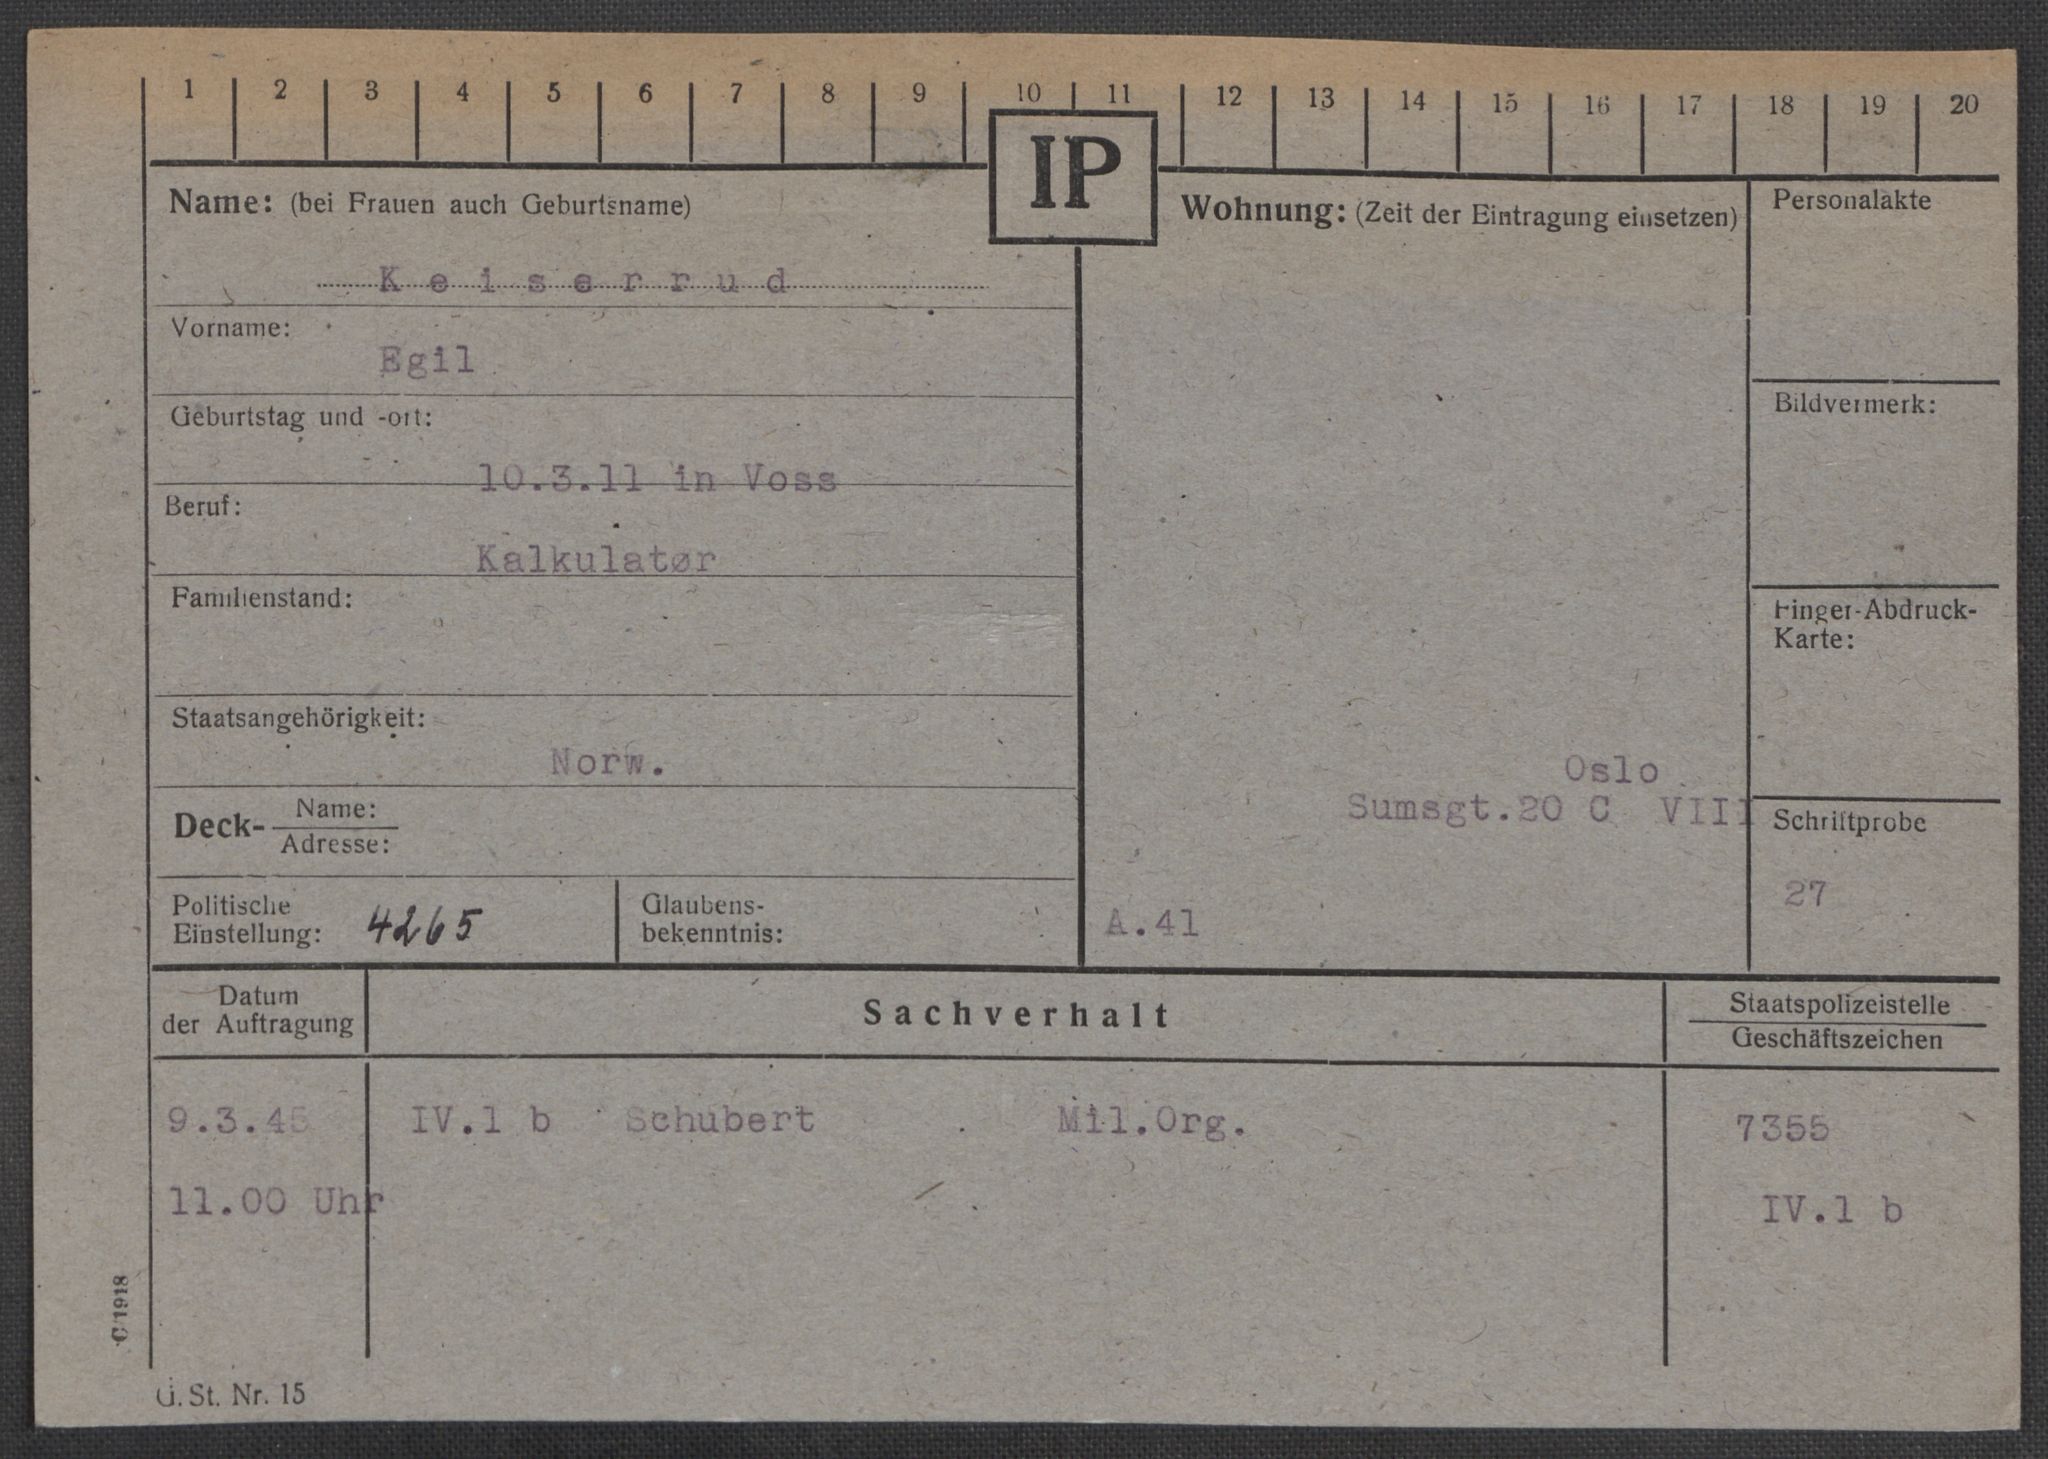 1 2 3 4 5 6 7 8 9 10 11 12 13 14 15 16 17 18 19 20
IP
Name: (bei Frauen auch Geburtsname)
Keiserrud
Vorname:
Egil
Geburtstag und -ort:
10.3.11 in Voss
Beruf:
Kalkulatør
Familienstand:
Staatsangehörigkeit:
Norw.
Deck- Name:
Adresse:
Politische
Einstellung: 4265
Glaubens-
bekenntnis:
Wohnung: (Zeit der Eintragung einsetzen)
Oslo
Sumsgt.20 C VIII
A.41
Personalakte
Bildvermerk:
Finger-Abdruck-
Karte:
Schriftprobe
27
Datum
der Auftragung
Sachverhalt
Staatspolizeistelle
Geschäftszeichen
9.3.45 IV.1 b Schubert Mil.Org. 7355
11.00 Uhr IV.1 b
C/1918
G. St. Nr. 15